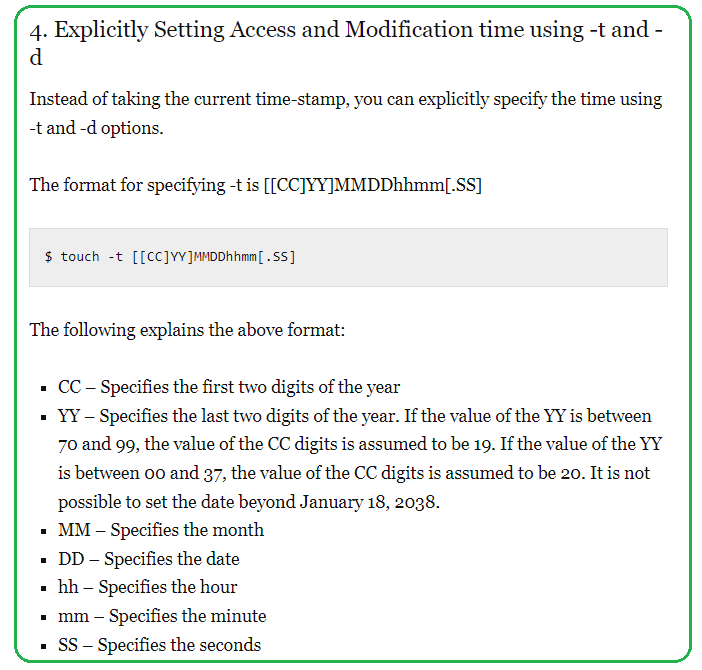 4. Explicitly Setting Access and Modification time using -t and -
d
Instead of taking the current time-stamp, you can explicitly specify the time using
-t and -d options.
The format for specifying -t is [[CC]YY]MMDDhhmm[.SS]
$ touch -t [[CC]YY]MMDDhhmm[.SS]
The following explains the above format:
▪ CC – Specifies the first two digits of the year
▪ YY – Specifies the last two digits of the year. If the value of the YY is between
70 and 99, the value of the CC digits is assumed to be 19. If the value of the YY
is between 00 and 37, the value of the CC digits is assumed to be 20. It is not
possible to set the date beyond January 18, 2038.
▪ MM – Specifies the month
▪ DD – Specifies the date
▪ hh – Specifies the hour
▪ mm – Specifies the minute
▪ SS – Specifies the seconds